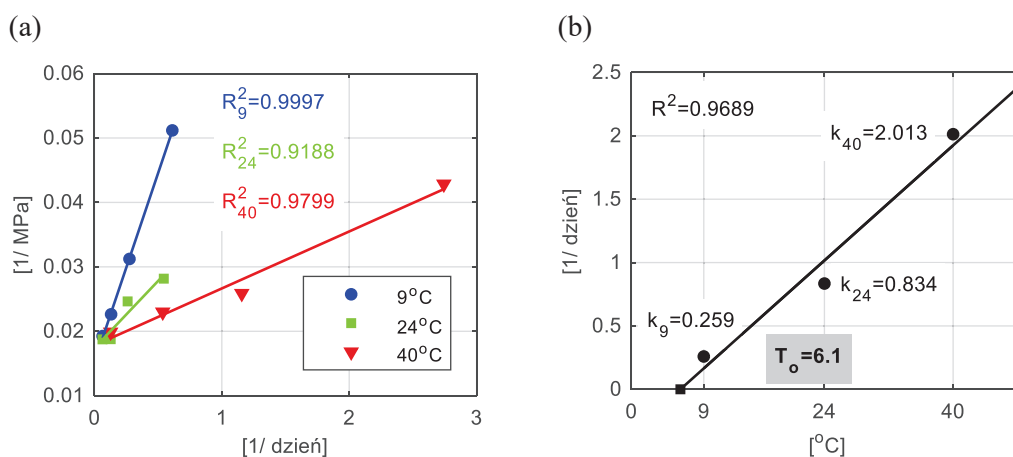 (a)
(b)
[1/ MPa]
0.06
0.05
0.04
0.03
0.02
0.01
R²₉=0.9997
R²₂₄=0.9188
R²₄₀=0.9799
9°C
24°C
40°C
0
1
2
3
[1/ dzień]
[1/ dzień]
2.5
2
1.5
1
0.5
0
R²=0.9689
k₄₀=2.013
k₂₄=0.834
k₉=0.259
Tₒ=6.1
0
9
24
40
[°C]